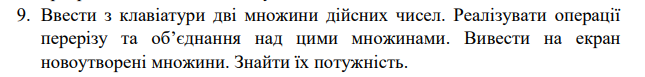 9. Ввести з клавіатури дві множини дійсних чисел. Реалізувати операції
перерізу та об’єднання над цими множинами. Вивести на екран
новоутворені множини. Знайти їх потужність.